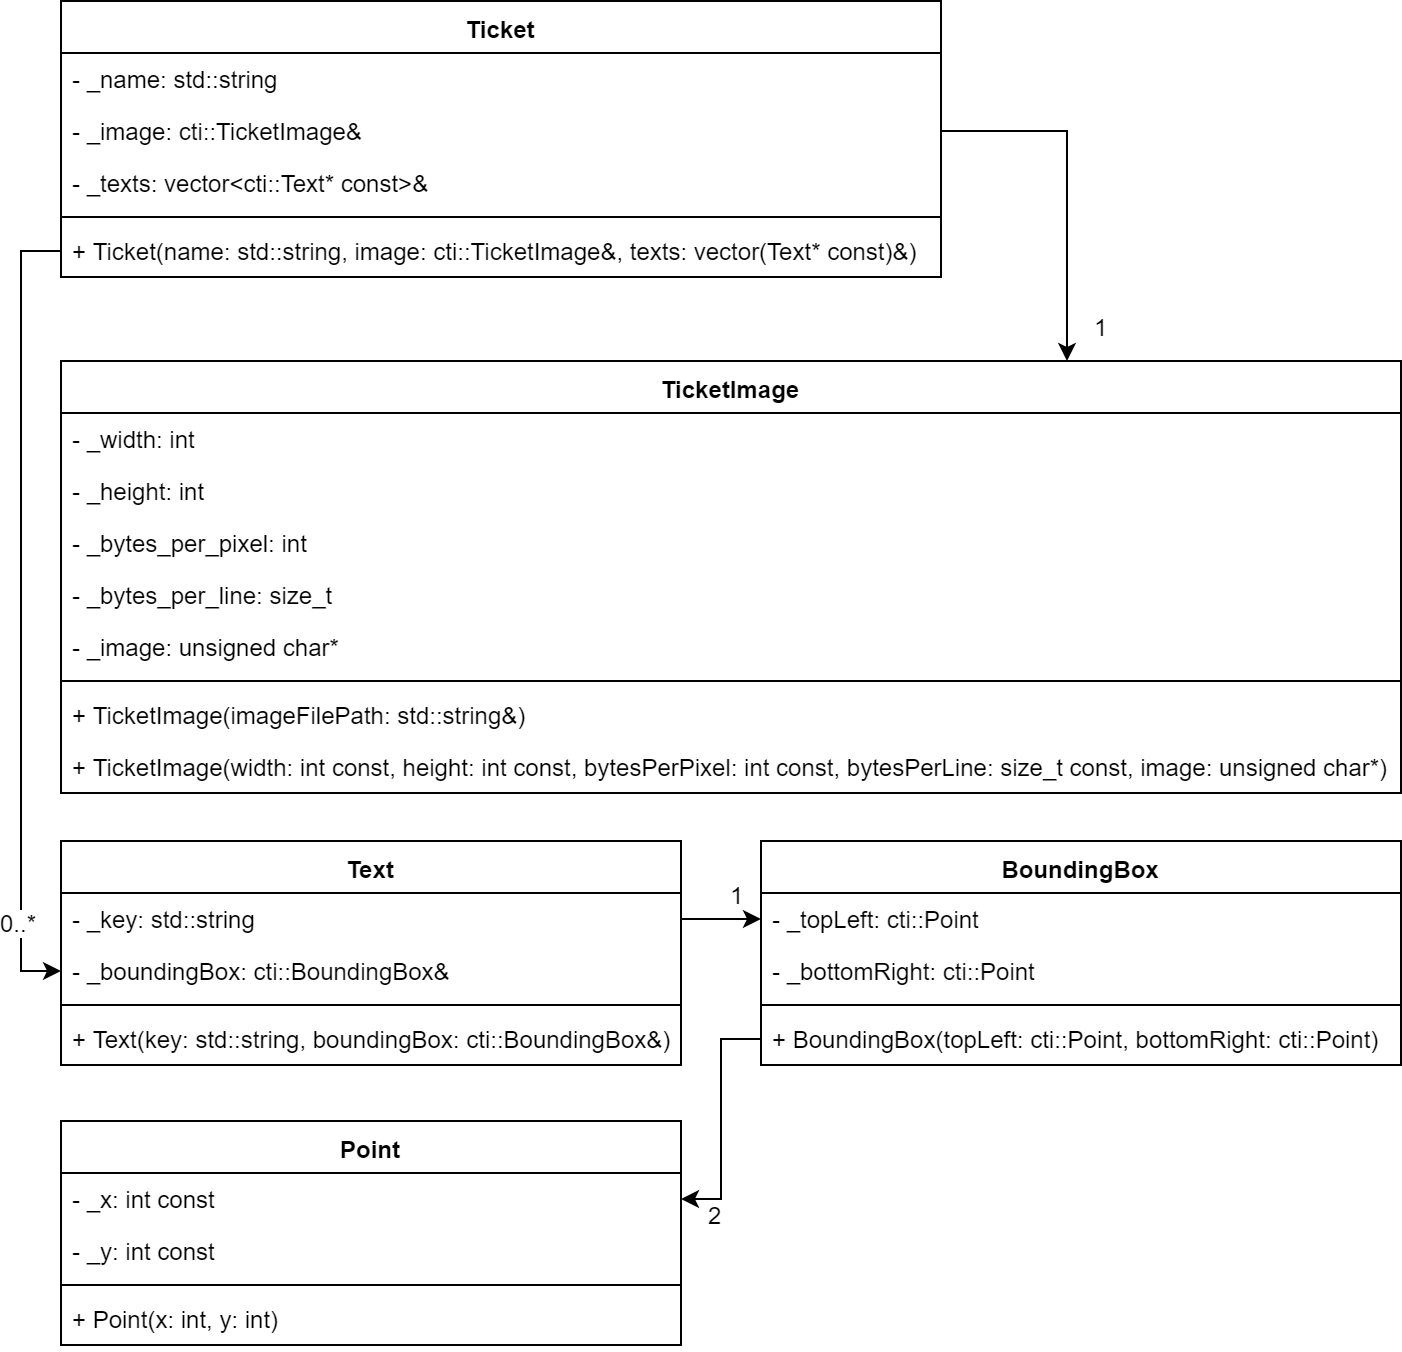 Ticket
- _name: std::string
- _image: cti::TicketImage&
- _texts: vector<cti::Text* const>&
+ Ticket(name: std::string, image: cti::TicketImage&, texts: vector(Text* const)&)
1
TicketImage
- _width: int
- _height: int
- _bytes_per_pixel: int
- _bytes_per_line: size_t
- _image: unsigned char*
+ TicketImage(imageFilePath: std::string&)
+ TicketImage(width: int const, height: int const, bytesPerPixel: int const, bytesPerLine: size_t const, image: unsigned char*)
0..*
Text
- _key: std::string
- _boundingBox: cti::BoundingBox&
+ Text(key: std::string, boundingBox: cti::BoundingBox&)
1
BoundingBox
- _topLeft: cti::Point
- _bottomRight: cti::Point
+ BoundingBox(topLeft: cti::Point, bottomRight: cti::Point)
2
Point
- _x: int const
- _y: int const
+ Point(x: int, y: int)